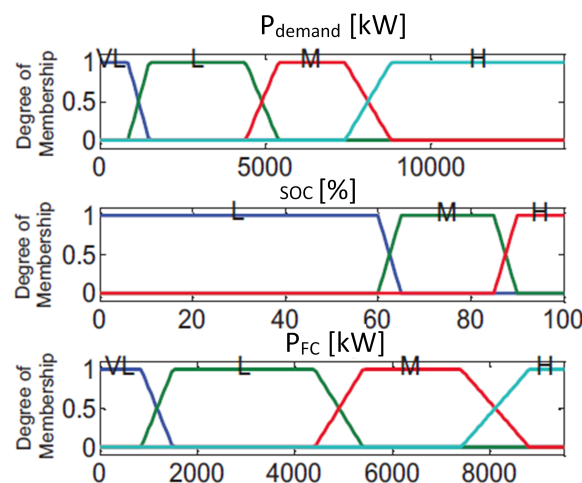 P_demand [kW]
VL L M H
Degree of
Membership
1
0.5
0
0 5000 10000
SOC [%]
L M H
Degree of
Membership
1
0.5
0
0 20 40 60 80 100
P_FC [kW]
VL L M H
Degree of
Membership
1
0.5
0
0 2000 4000 6000 8000